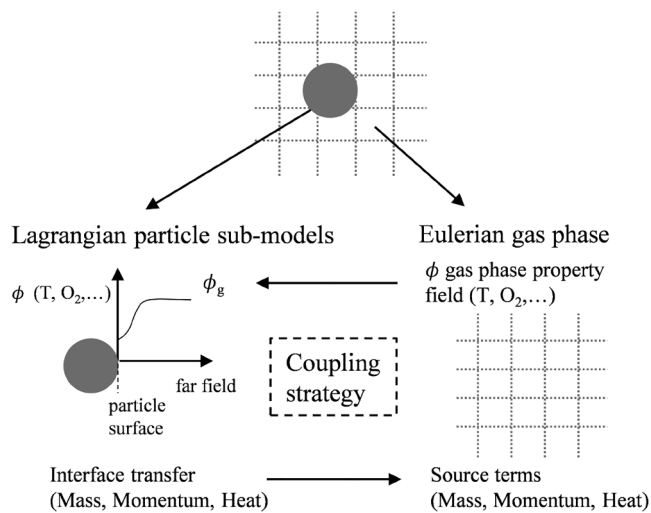 Lagrangian particle sub-models
Eulerian gas phase
ϕ (T, O₂,...)
ϕg
ϕ gas phase property
field (T, O₂,...)
far field
particle
surface
Coupling
strategy
Interface transfer
(Mass, Momentum, Heat)
Source terms
(Mass, Momentum, Heat)